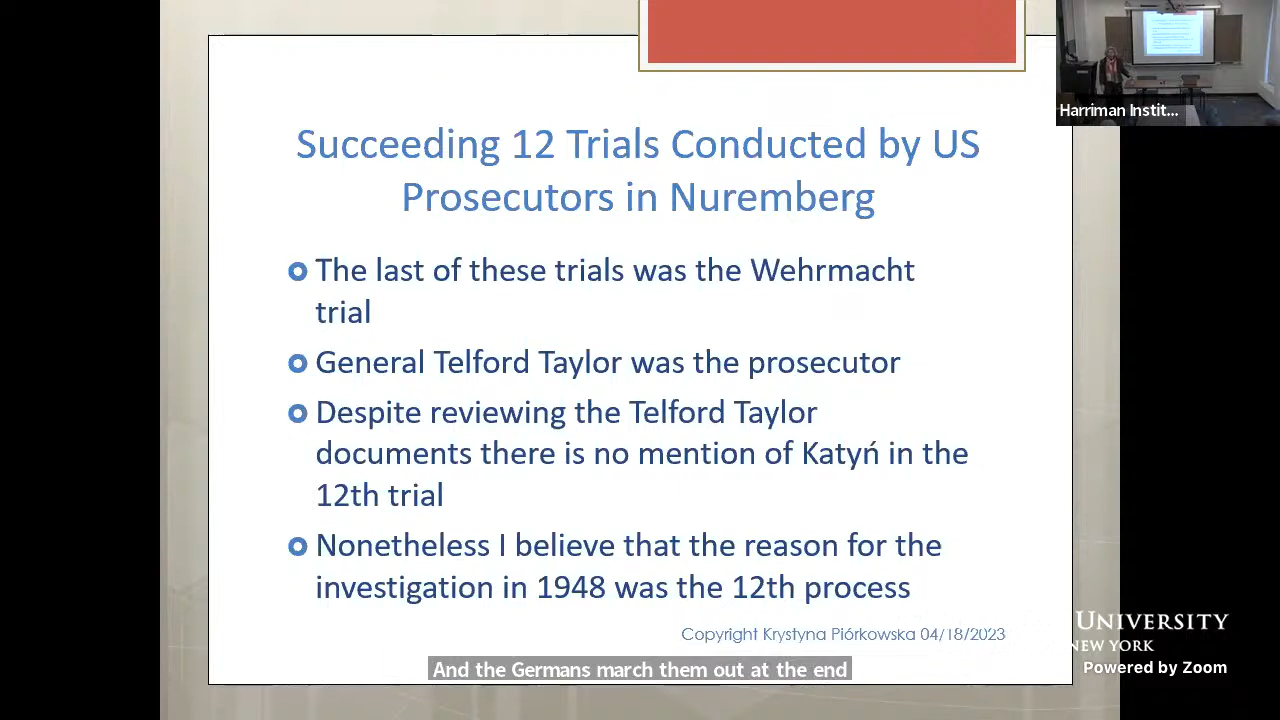 Harriman Instit...
Succeeding 12 Trials Conducted by US
Prosecutors in Nuremberg
The last of these trials was the Wehrmacht
trial
General Telford Taylor was the prosecutor
Despite reviewing the Telford Taylor
documents there is no mention of Katyń in the
12th trial
Nonetheless I believe that the reason for the
investigation in 1948 was the 12th process
Copyright Krystyna Piórkowska 04/18/2023
And the Germans march them out at the end
UNIVERSITY
NEW YORK
Powered by Zoom